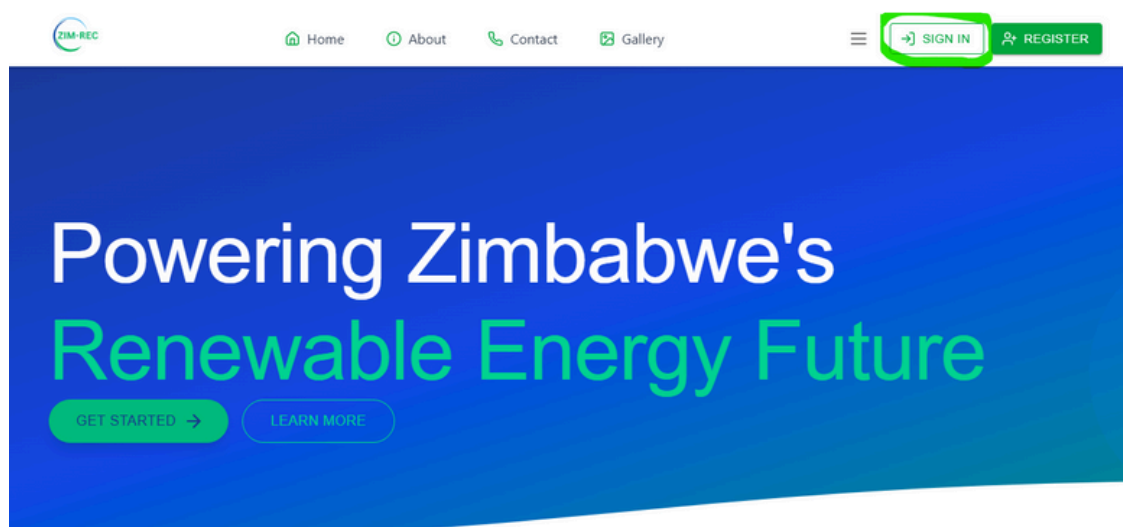 ZIM-REC
Home About Contact Gallery
SIGN IN REGISTER
Powering Zimbabwe's
Renewable Energy Future
GET STARTED LEARN MORE